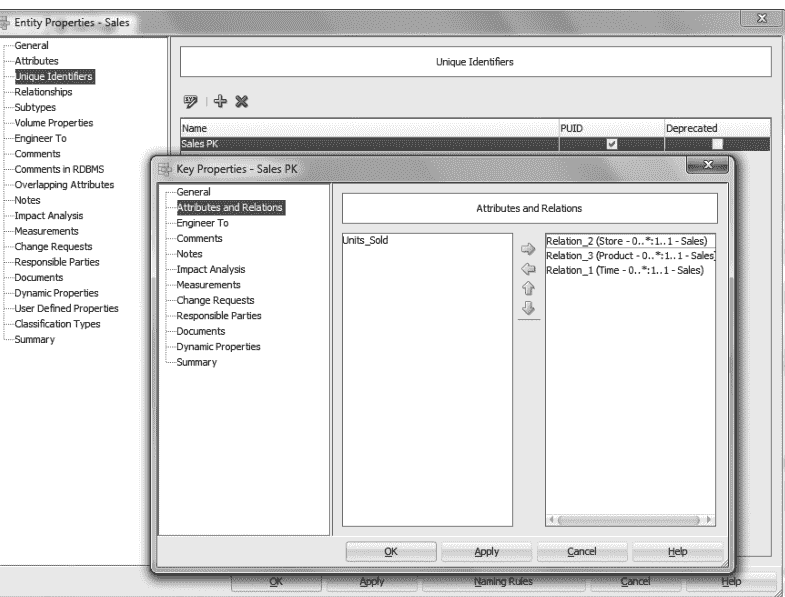 Entity Properties - Sales
General
Attributes
Unique Identifiers
Relationships
Subtypes
Volume Properties
Engineer To
Comments
Comments in RDBMS
Overlapping Attributes
Notes
Impact Analysis
Measurements
Change Requests
Responsible Parties
Documents
Dynamic Properties
User Defined Properties
Classification Types
Summary
Unique Identifiers
Name PUID Deprecated
Sales PK
Key Properties - Sales PK
General
Attributes and Relations
Engineer To
Comments
Notes
Impact Analysis
Measurements
Change Requests
Responsible Parties
Documents
Dynamic Properties
Summary
Attributes and Relations
Units_Sold
Relation_2 (Store - 0..*:1..1 - Sales)
Relation_3 (Product - 0..*:1..1 - Sales
Relation_1 (Time - 0..*:1..1 - Sales)
OK Apply Cancel Help
OK Apply Naming Rules Cancel Help